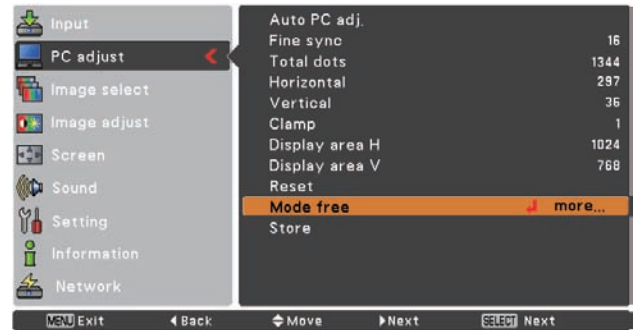 Input
PC adjust
Image select
Image adjust
Screen
Sound
Setting
Information
Network
Auto PC adj.
Fine sync 16
Total dots 1344
Horizontal 297
Vertical 36
Clamp 1
Display area H 1024
Display area V 768
Reset
Mode free more...
Store
MENU Exit Back Move Next SELECT Next